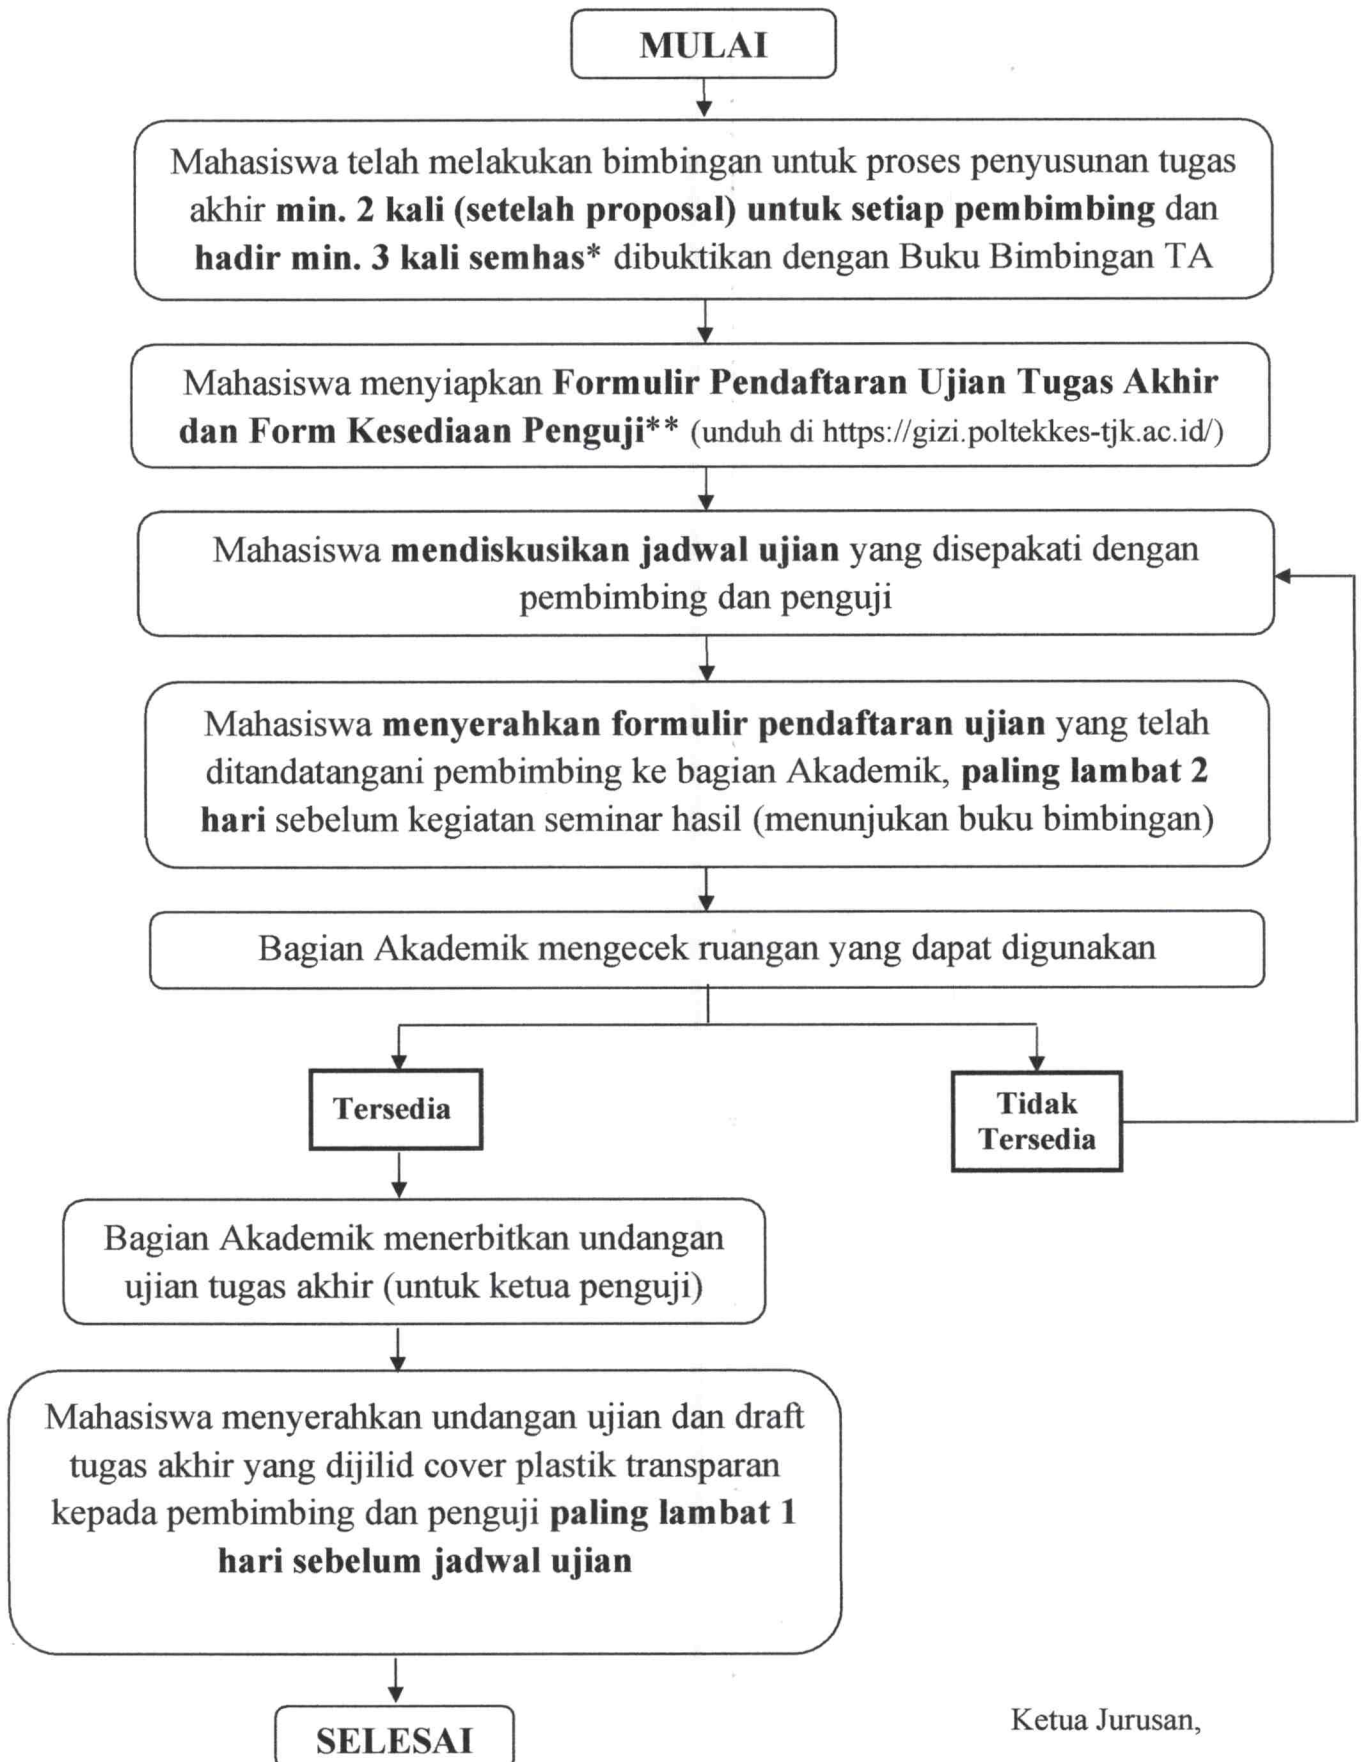 MULAI
Mahasiswa telah melakukan bimbingan untuk proses penyusunan tugas
akhir min. 2 kali (setelah proposal) untuk setiap pembimbing dan
hadir min. 3 kali semhas* dibuktikan dengan Buku Bimbingan TA
Mahasiswa menyiapkan Formulir Pendaftaran Ujian Tugas Akhir
dan Form Kesediaan Penguji** (unduh di https://gizi.poltekkes-tjk.ac.id/)
Mahasiswa mendiskusikan jadwal ujian yang disepakati dengan
pembimbing dan penguji
Mahasiswa menyerahkan formulir pendaftaran ujian yang telah
ditandatangani pembimbing ke bagian Akademik, paling lambat 2
hari sebelum kegiatan seminar hasil (menunjukan buku bimbingan)
Bagian Akademik mengecek ruangan yang dapat digunakan
Tersedia
Tidak
Tersedia
Bagian Akademik menerbitkan undangan
ujian tugas akhir (untuk ketua penguji)
Mahasiswa menyerahkan undangan ujian dan draft
tugas akhir yang dijilid cover plastik transparan
kepada pembimbing dan penguji paling lambat 1
hari sebelum jadwal ujian
SELESAI
Ketua Jurusan,